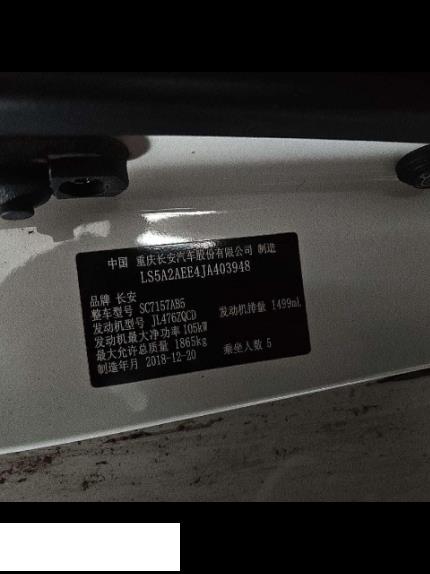 中国 重庆长安汽车股份有限公司 制造
LS5A2AEE4JA403948
品牌 长安
整车型号 SC7157AB5
发动机型号 JL476ZQCD 发动机排量 1499mL
发动机最大净功率 105kW
最大允许总质量 1865kg
制造年月 2018-12-20 乘坐人数 5